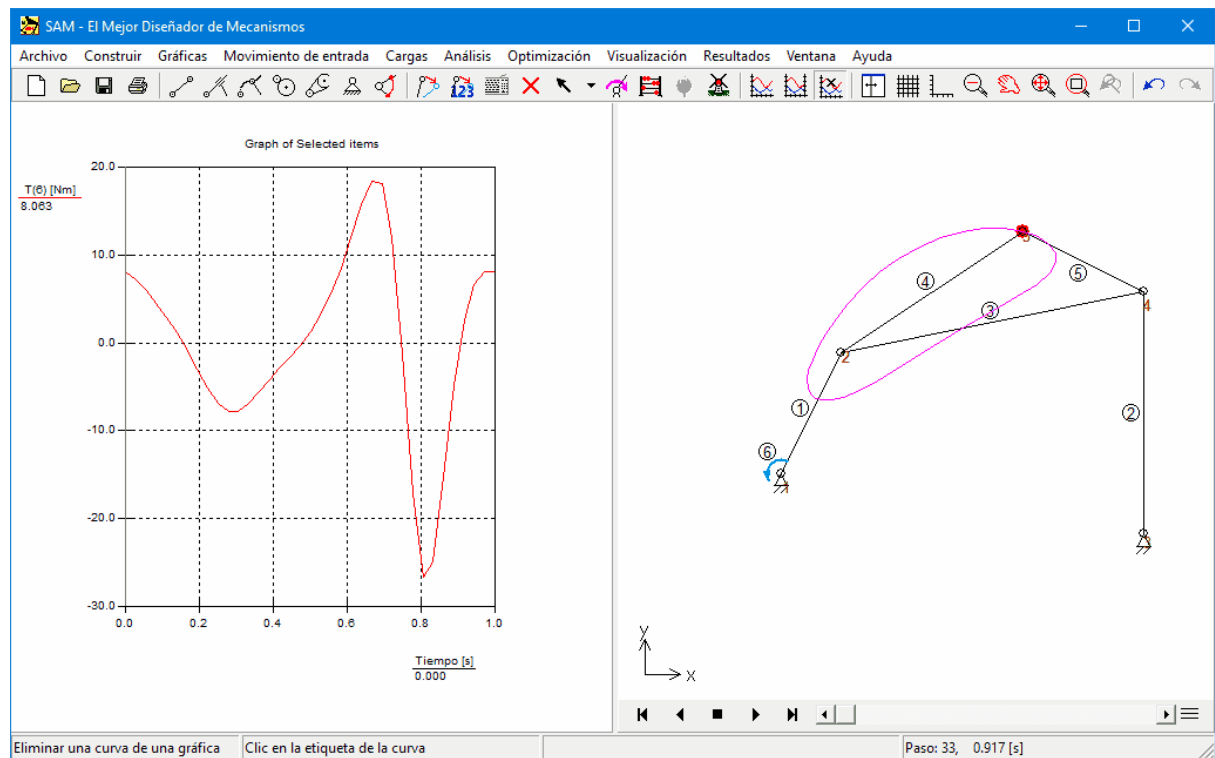 SAM - El Mejor Diseñador de Mecanismos
Archivo Construir Gráficas Movimiento de entrada Cargas Análisis Optimización Visualización Resultados Ventana Ayuda
123
Graph of Selected items
T(6) [Nm]
8.063
20.0
10.0
0.0
-10.0
-20.0
-30.0
0.0 0.2 0.4 0.6 0.8 1.0
Tiempo [s]
0.000
5
4
5
3
4
2
1
2
6
1
3
y
x
Eliminar una curva de una gráfica Clic en la etiqueta de la curva Paso: 33, 0.917 [s]